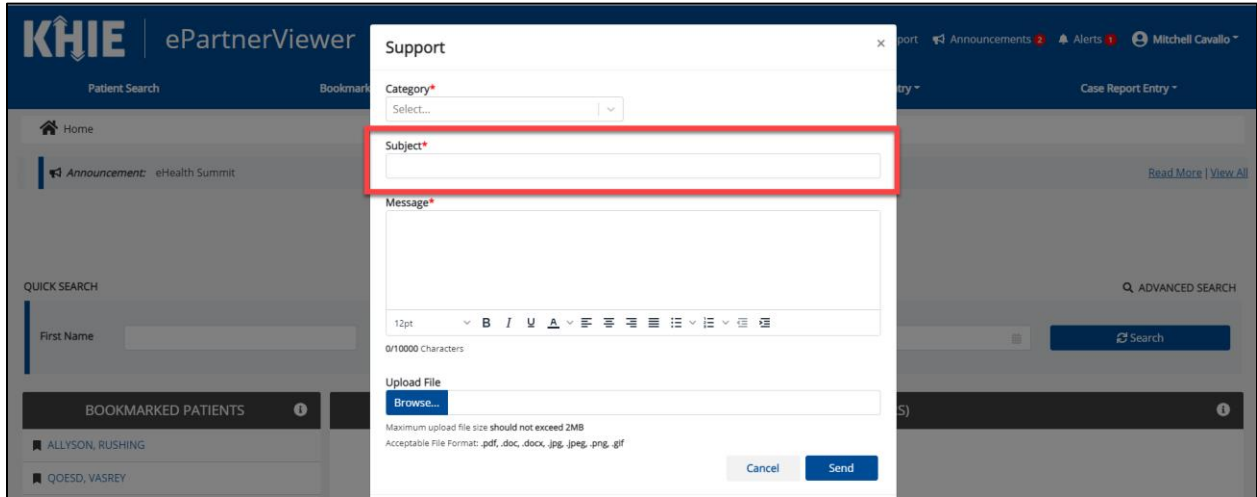 KHIE ePartnerViewer
port Announcements 2 Alerts 1 Mitchell Cavallo
Patient Search Bookmark try Case Report Entry
Home
Announcement: eHealth Summit Read More | View All
QUICK SEARCH ADVANCED SEARCH
First Name Search
BOOKMARKED PATIENTS S)
ALLYSON, RUSHING
QOESD, VASREY
Support ×
Category*
Select...
Subject*
Message*
12pt B I U A
0/10000 Characters
Upload File
Browse...
Maximum upload file size should not exceed 2MB
Acceptable File Format: .pdf, .doc, .docx, .jpg, .jpeg, .png, .gif
Cancel Send